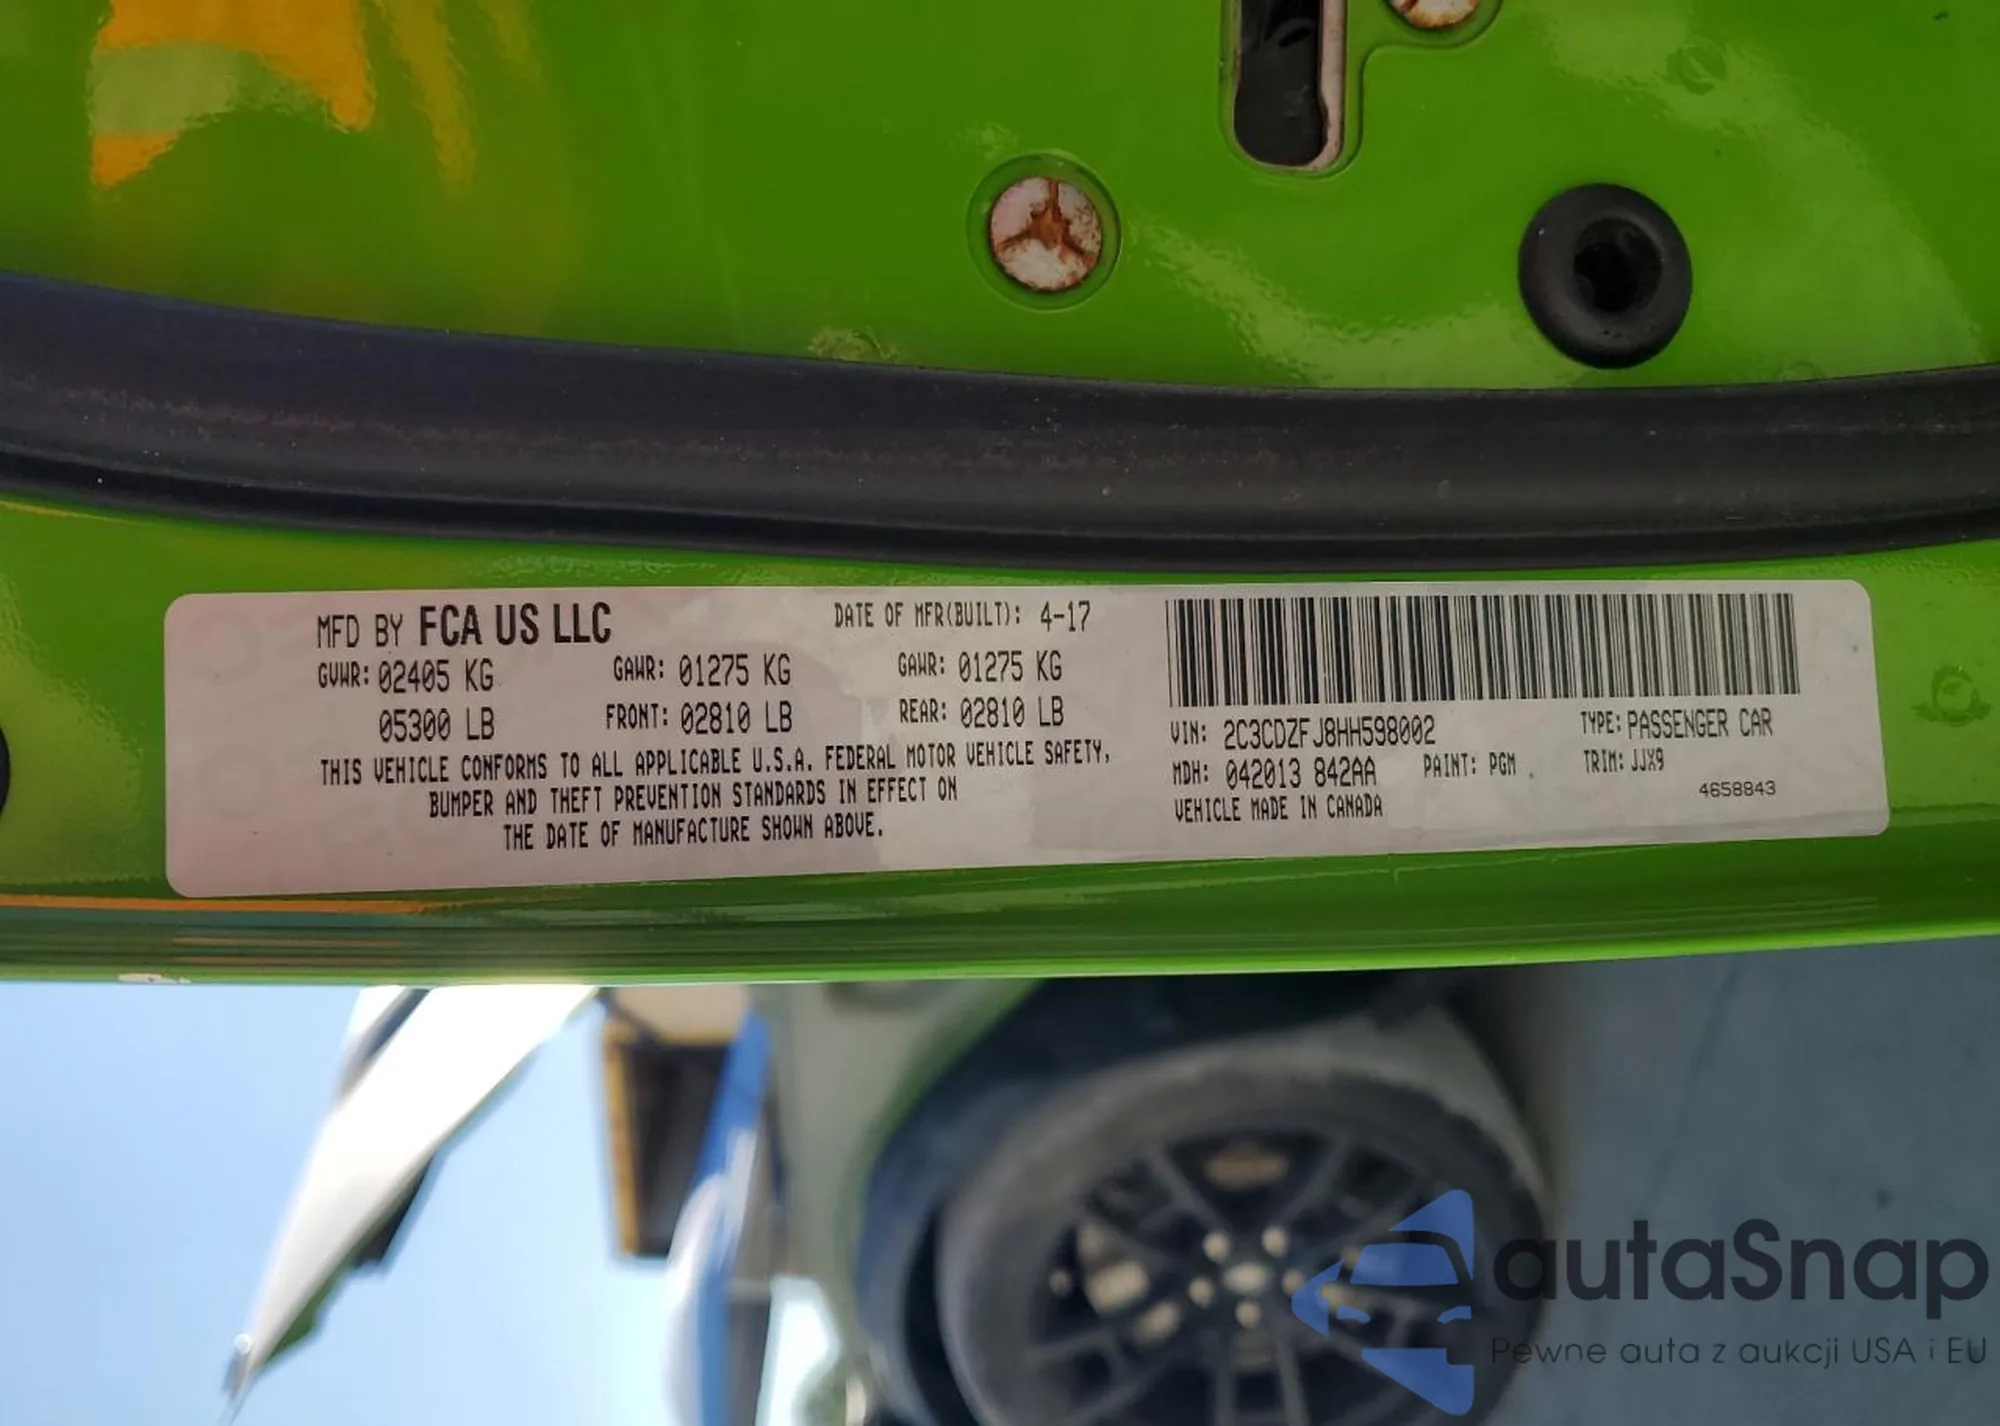 MFD BY FCA US LLC DATE OF MFR(BUILT): 4-17
GVWR: 02405 KG GAWR: 01275 KG GAWR: 01275 KG
05300 LB FRONT: 02810 LB REAR: 02810 LB
THIS VEHICLE CONFORMS TO ALL APPLICABLE U.S.A. FEDERAL MOTOR VEHICLE SAFETY,
BUMPER AND THEFT PREVENTION STANDARDS IN EFFECT ON
THE DATE OF MANUFACTURE SHOWN ABOVE.
VIN: 2C3CDZFJ8HH598002 TYPE: PASSENGER CAR
MDH: 042013 842AA PAINT: PGM TRIM: JJX9
VEHICLE MADE IN CANADA 4658843
autaSnap
Pewne auta z aukcji USA i EU